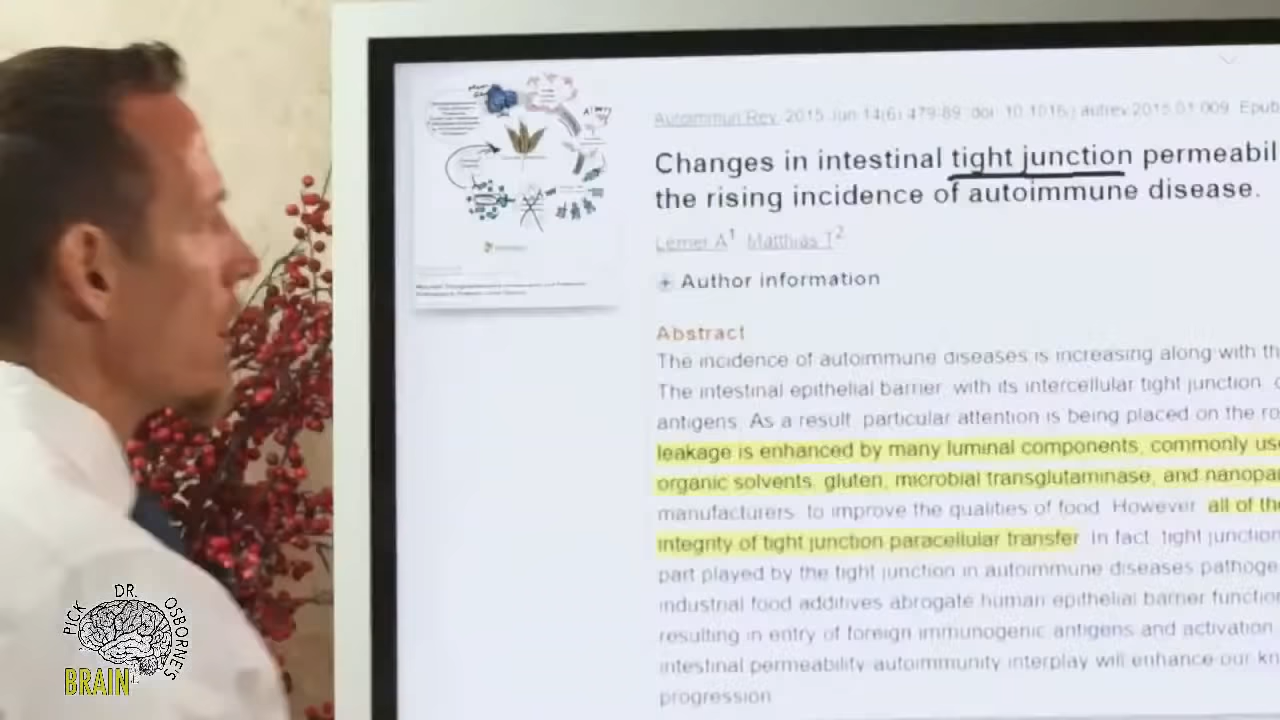 Autoimmun Rev. 2015 Jun;14(6):479-89. doi: 10.1016/j.autrev.2015.01.009. Epub
Changes in intestinal tight junction permeabil
the rising incidence of autoimmune disease.
Lerner A1, Matthias T2.
+ Author information
Abstract
The incidence of autoimmune diseases is increasing along with th
The intestinal epithelial barrier, with its intercellular tight junction, c
antigens. As a result, particular attention is being placed on the ro
leakage is enhanced by many luminal components, commonly use
organic solvents, gluten, microbial transglutaminase, and nanopar
manufacturers, to improve the qualities of food. However, all of the
integrity of tight junction paracellular transfer. In fact, tight junction
part played by the tight junction in autoimmune diseases pathoge
industrial food additives abrogate human epithelial barrier function
resulting in entry of foreign immunogenic antigens and activation
intestinal permeability-autoimmunity interplay will enhance our kn
progression.
PICK DR. OSBORNE'S
BRAIN